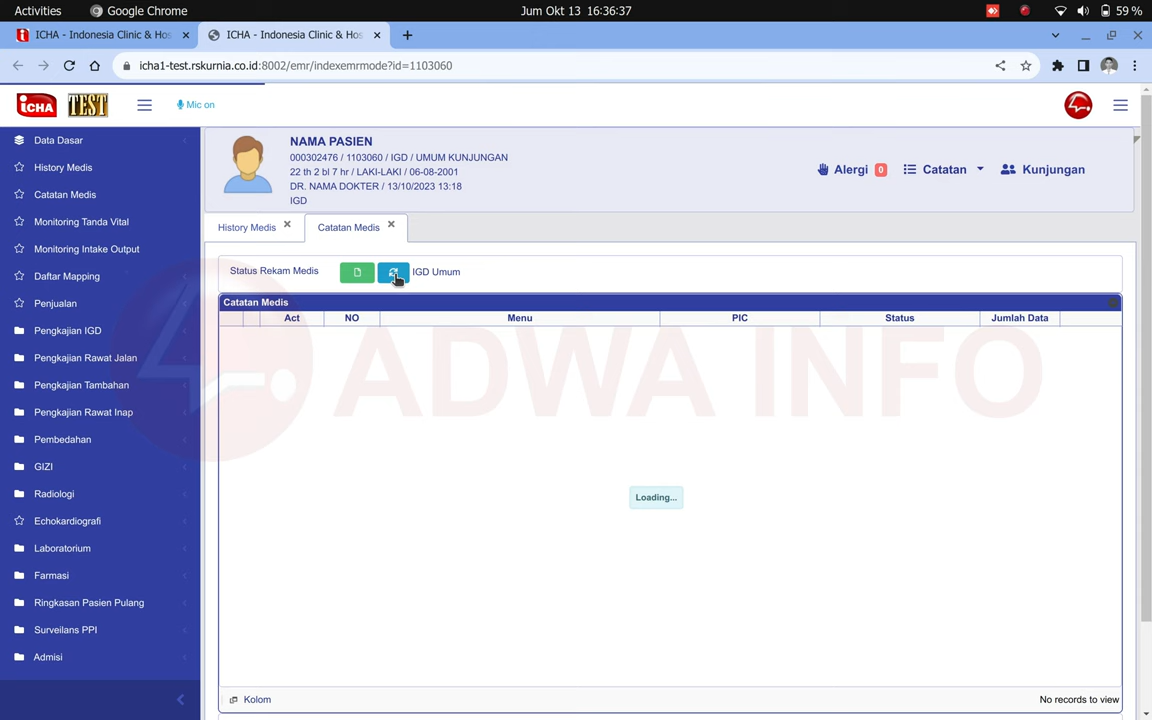 Activities
Google Chrome
Jum Okt 13 16:36:37
59 %
ICHA - Indonesia Clinic & Hos
ICHA - Indonesia Clinic & Hos
icha1-test.rskurnia.co.id:8002/emr/indexemrmode?id=1103060
iCHA
TEST
Mic on
Data Dasar
History Medis
Catatan Medis
Monitoring Tanda Vital
Monitoring Intake Output
Daftar Mapping
Penjualan
Pengkajian IGD
Pengkajian Rawat Jalan
Pengkajian Tambahan
Pengkajian Rawat Inap
Pembedahan
GIZI
Radiologi
Echokardiografi
Laboratorium
Farmasi
Ringkasan Pasien Pulang
Surveilans PPI
Admisi
NAMA PASIEN
000302476 / 1103060 / IGD / UMUM KUNJUNGAN
22 th 2 bl 7 hr / LAKI-LAKI / 06-08-2001
DR. NAMA DOKTER / 13/10/2023 13:18
IGD
Alergi 0
Catatan
Kunjungan
History Medis
Catatan Medis
Status Rekam Medis
IGD Umum
Catatan Medis
Act NO Menu PIC Status Jumlah Data
ADWA INFO
Loading...
Kolom
No records to view